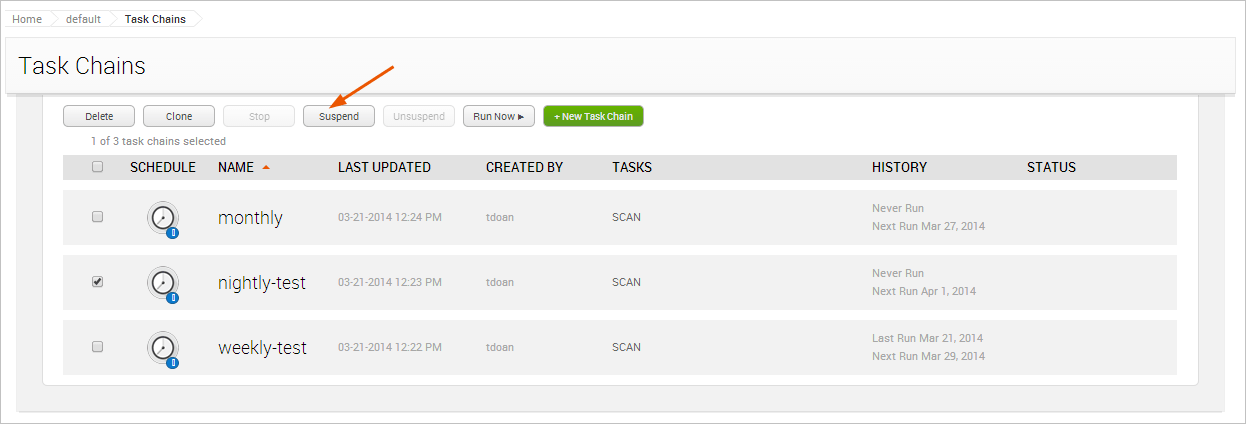 Home default Task Chains
Task Chains
Delete Clone Stop Suspend Unsuspend Run Now ▶ + New Task Chain
1 of 3 task chains selected
SCHEDULE NAME LAST UPDATED CREATED BY TASKS HISTORY STATUS
monthly 03-21-2014 12:24 PM tdoan SCAN Never Run
Next Run Mar 27, 2014
nightly-test 03-21-2014 12:23 PM tdoan SCAN Never Run
Next Run Apr 1, 2014
weekly-test 03-21-2014 12:22 PM tdoan SCAN Last Run Mar 21, 2014
Next Run Mar 29, 2014